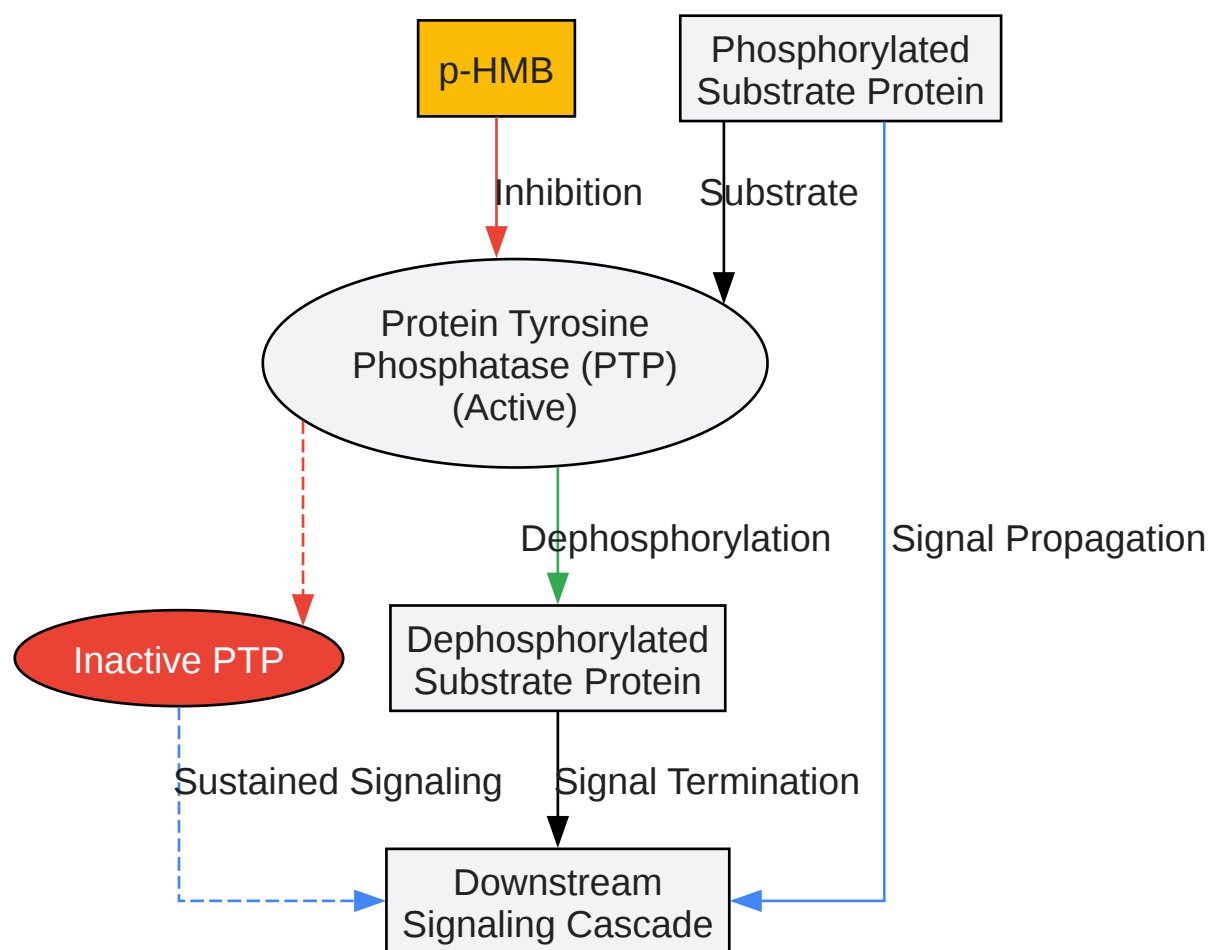 p-HMB
Phosphorylated
Substrate Protein
Inhibition
Substrate
Protein Tyrosine
Phosphatase (PTP)
(Active)
Dephosphorylation
Signal Propagation
Inactive PTP
Dephosphorylated
Substrate Protein
Sustained Signaling
Signal Termination
Downstream
Signaling Cascade